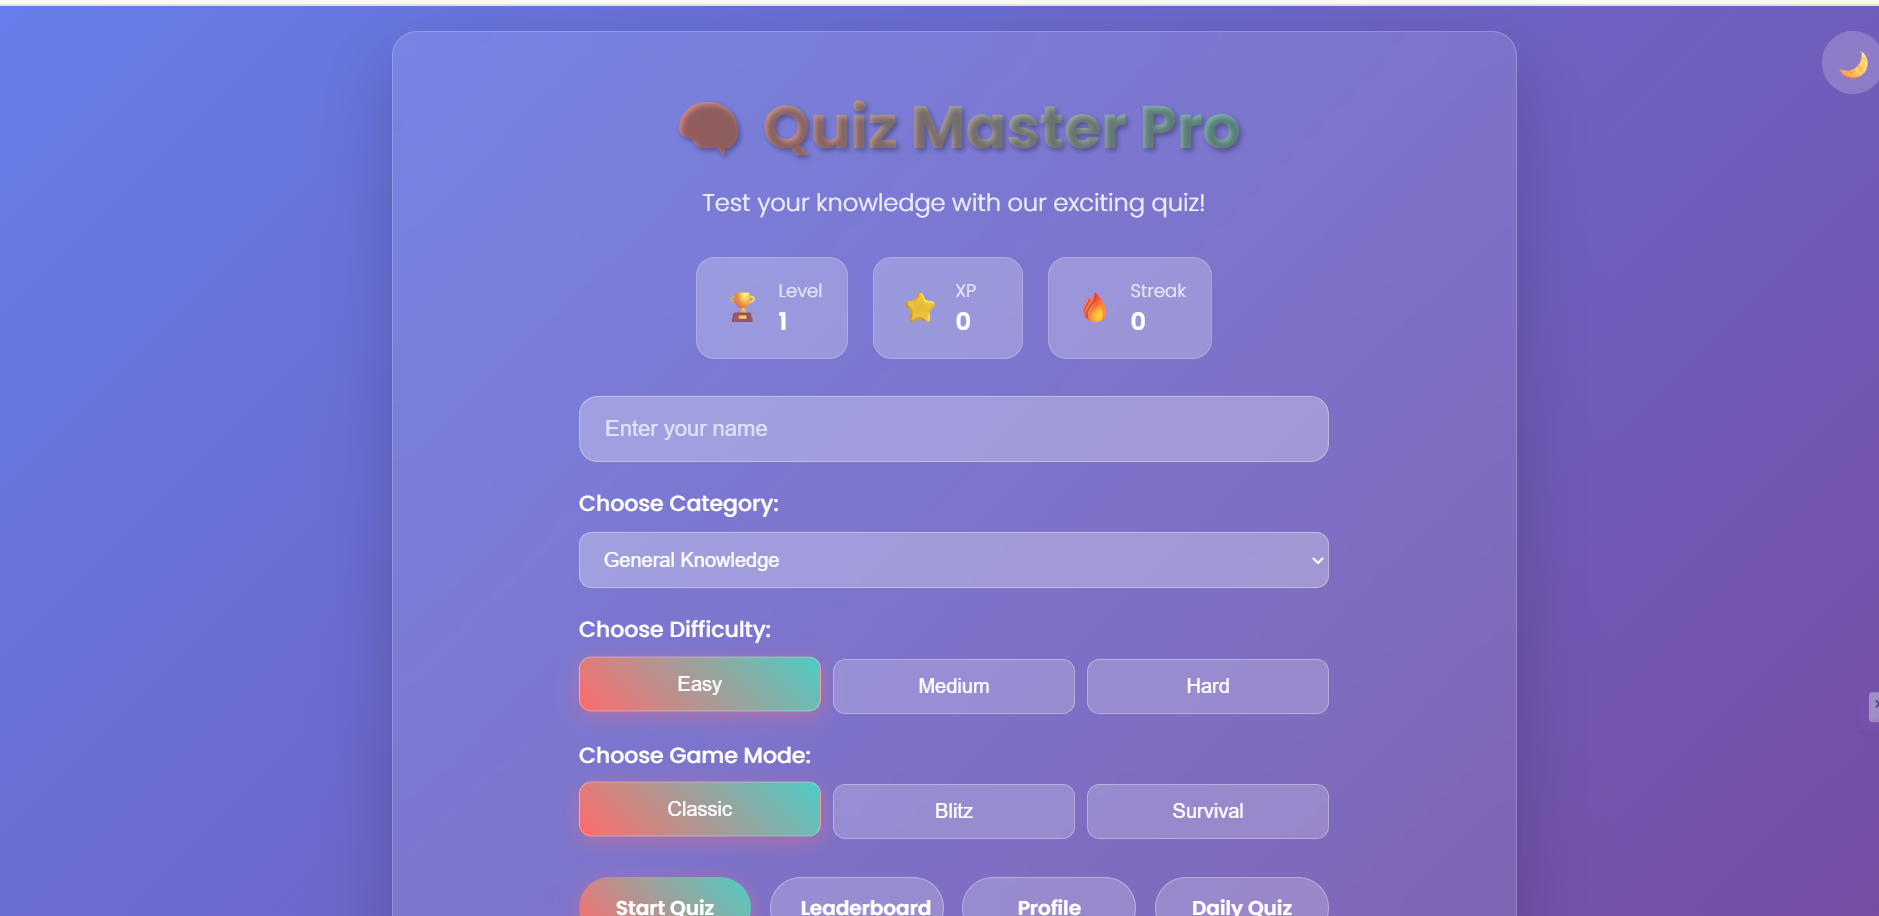 Quiz Master Pro
Test your knowledge with our exciting quiz!
Level
1
XP
0
Streak
0
Enter your name
Choose Category:
General Knowledge
Choose Difficulty:
Easy Medium Hard
Choose Game Mode:
Classic Blitz Survival
Start Quiz Leaderboard Profile Daily Quiz